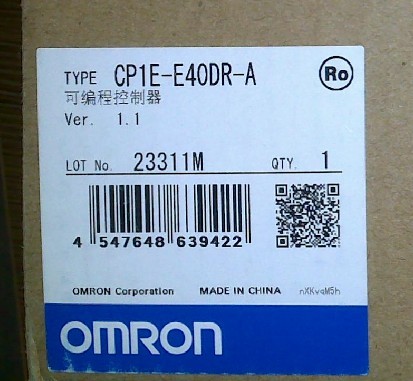 TYPE CP1E-E40DR-A Ro
可编程控制器
Ver. 1.1
LOT No. 23311M QTY. 1
4 547648 639422
OMRON Corporation MADE IN CHINA nXKvqM5h
OMRON